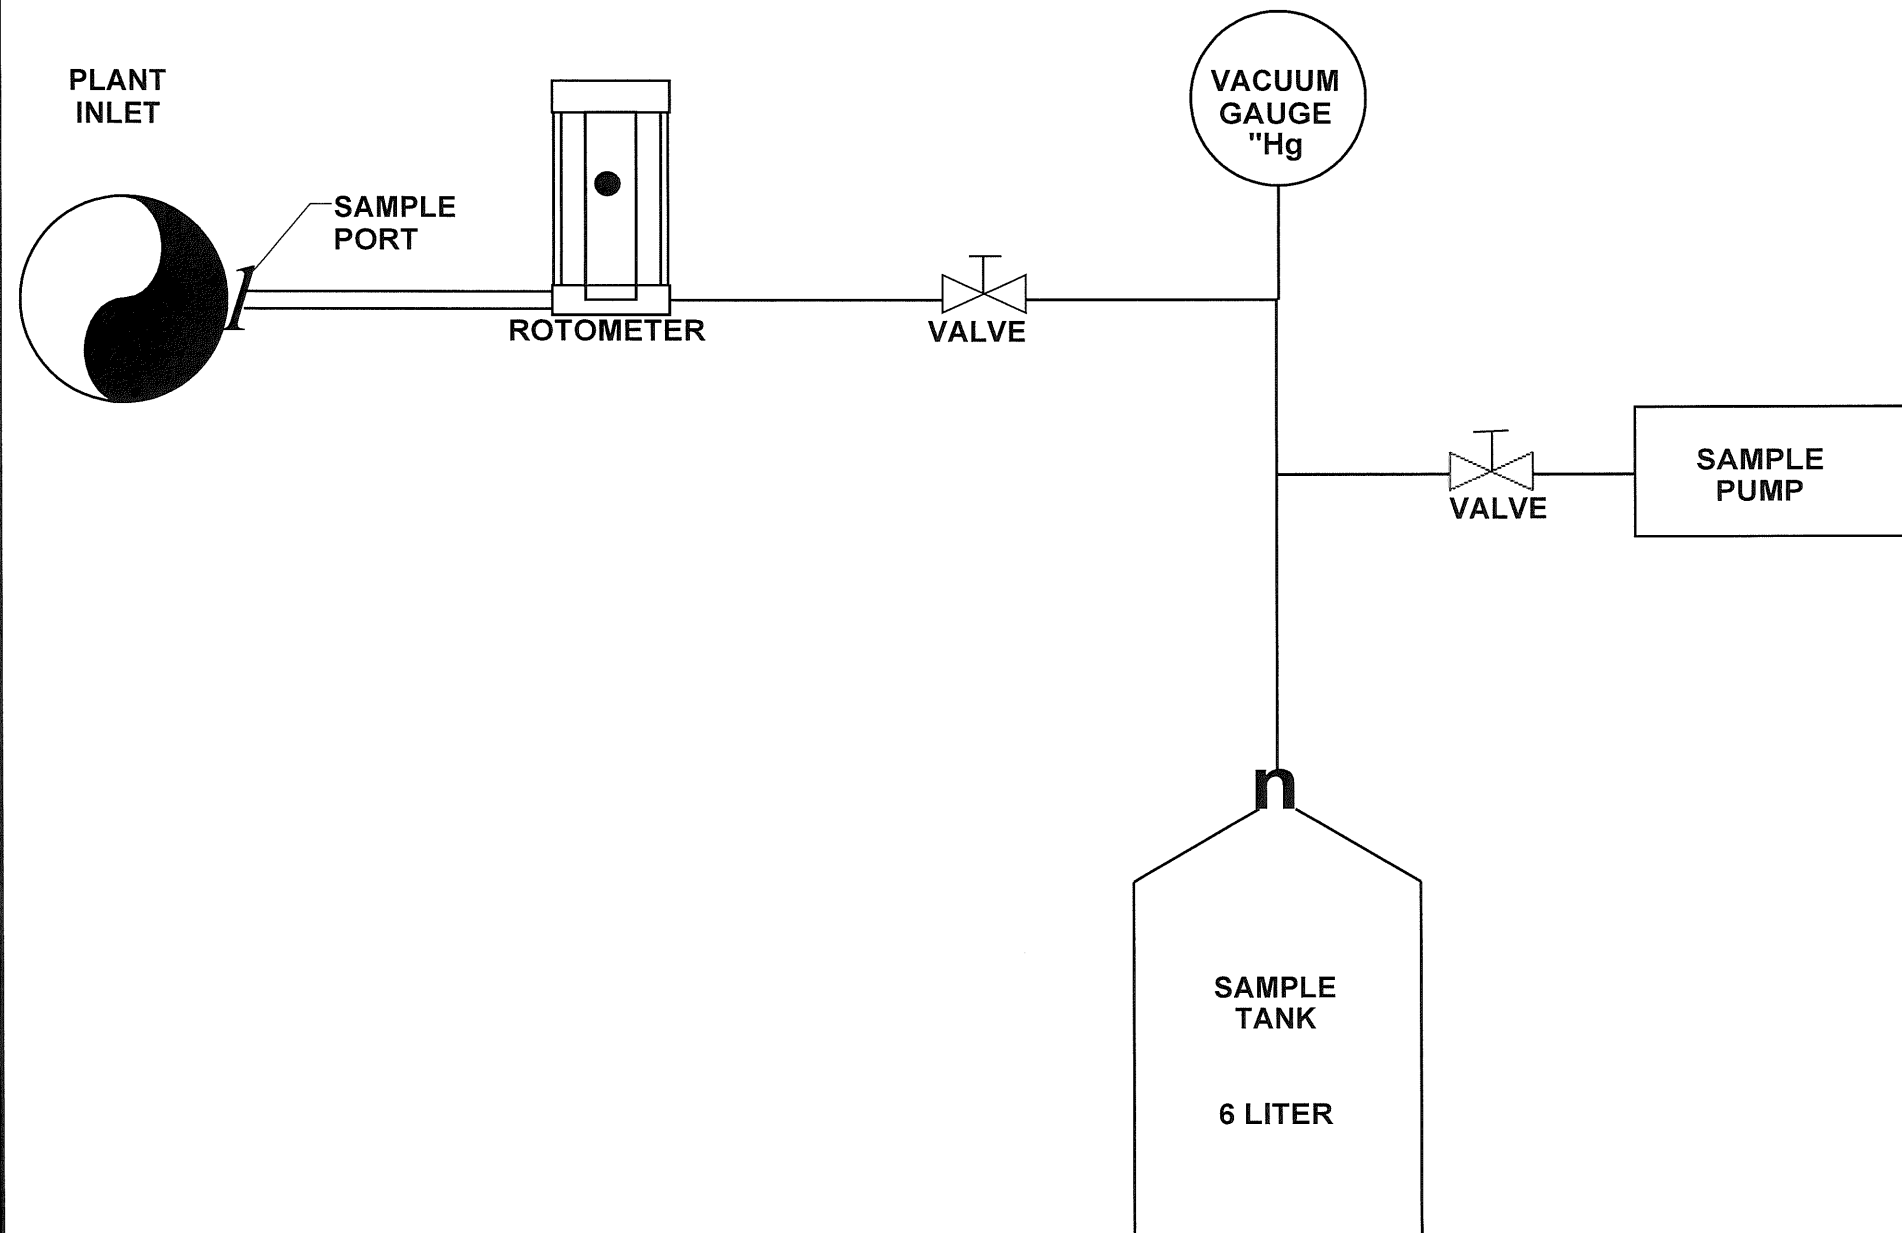 PLANT
INLET
SAMPLE
PORT
ROTOMETER
VALVE
VACUUM
GAUGE
"Hg
VALVE
SAMPLE
PUMP
n
SAMPLE
TANK
6 LITER